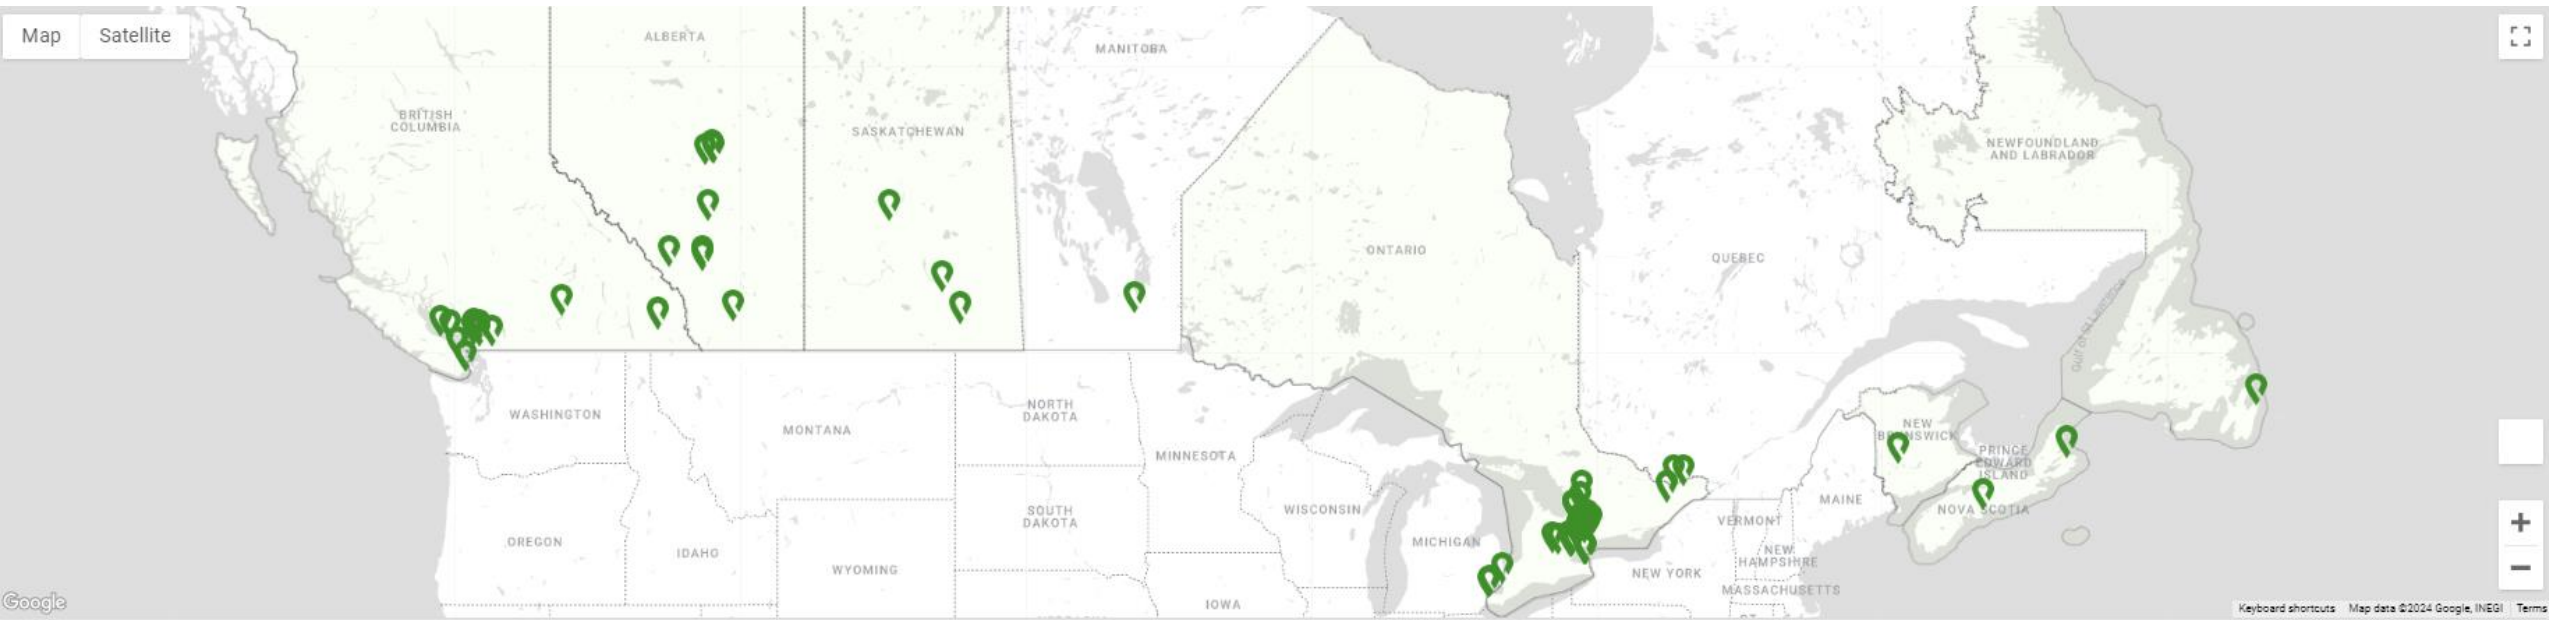 Map Satellite
ALBERTA
MANITOBA
BRITISH
COLUMBIA
SASKATCHEWAN
NEWFOUNDLAND
AND LABRADOR
ONTARIO
QUEBEC
Gulf of St Lawrence
WASHINGTON
MONTANA
NORTH
DAKOTA
MINNESOTA
NEW
BRUNSWICK
PRINCE
EDWARD
ISLAND
MAINE
NOVA SCOTIA
SOUTH
DAKOTA
WISCONSIN
MICHIGAN
VERMONT
OREGON
IDAHO
WYOMING
NEW
HAMPSHIRE
NEW YORK
MASSACHUSETTS
IOWA
Google
Keyboard shortcuts Map data ©2024 Google, INEGI Terms